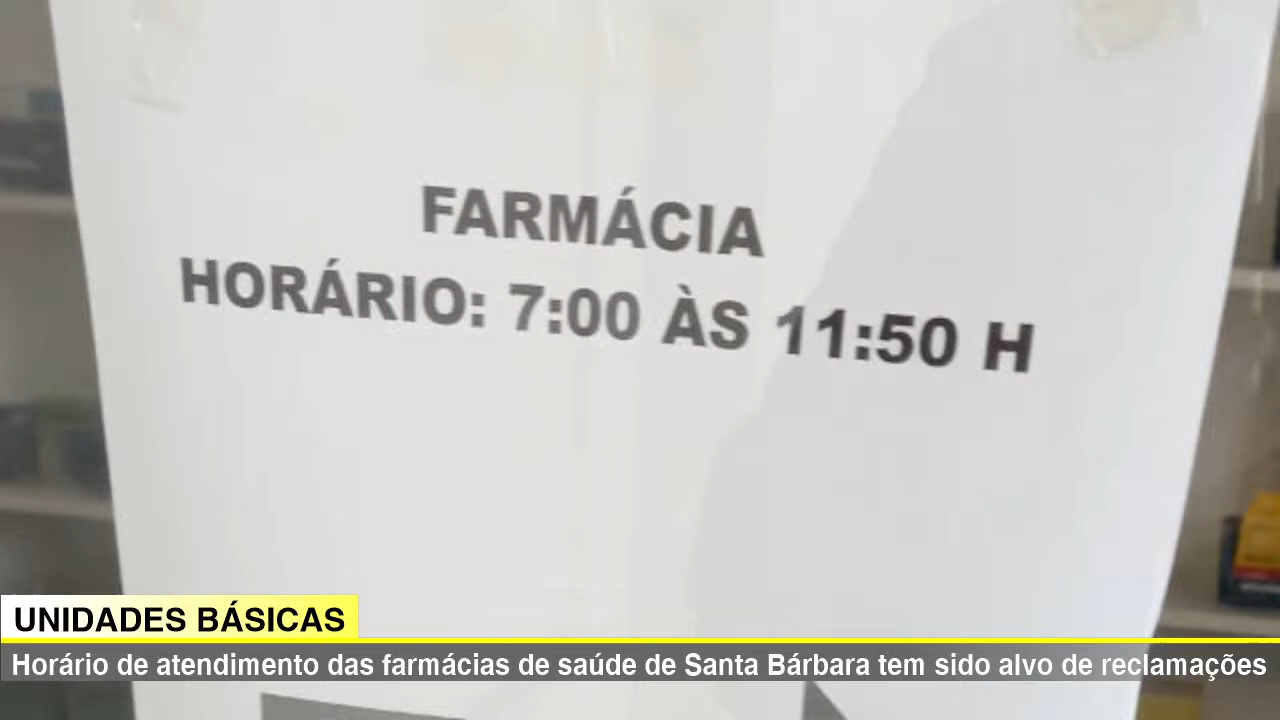 FARMÁCIA
HORÁRIO: 7:00 ÀS 11:50 H
UNIDADES BÁSICAS
Horário de atendimento das farmácias de saúde de Santa Bárbara tem sido alvo de reclamações